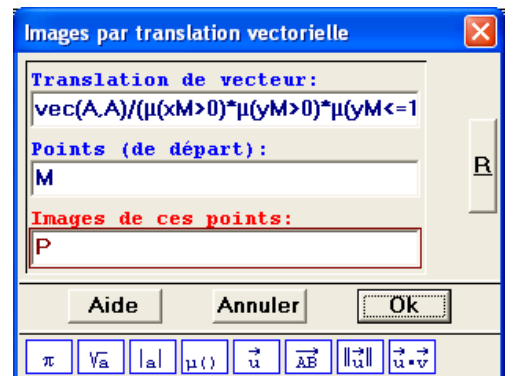 Images par translation vectorielle
Translation de vecteur:
vec(A,A)/(µ(xM>0)*µ(yM>0)*µ(yM<=1
Points (de départ):
M
R
Images de ces points:
P
Aide Annuler Ok
π √a |a| µ() u⃗ AB⃗ ‖u⃗‖ u⃗•v⃗